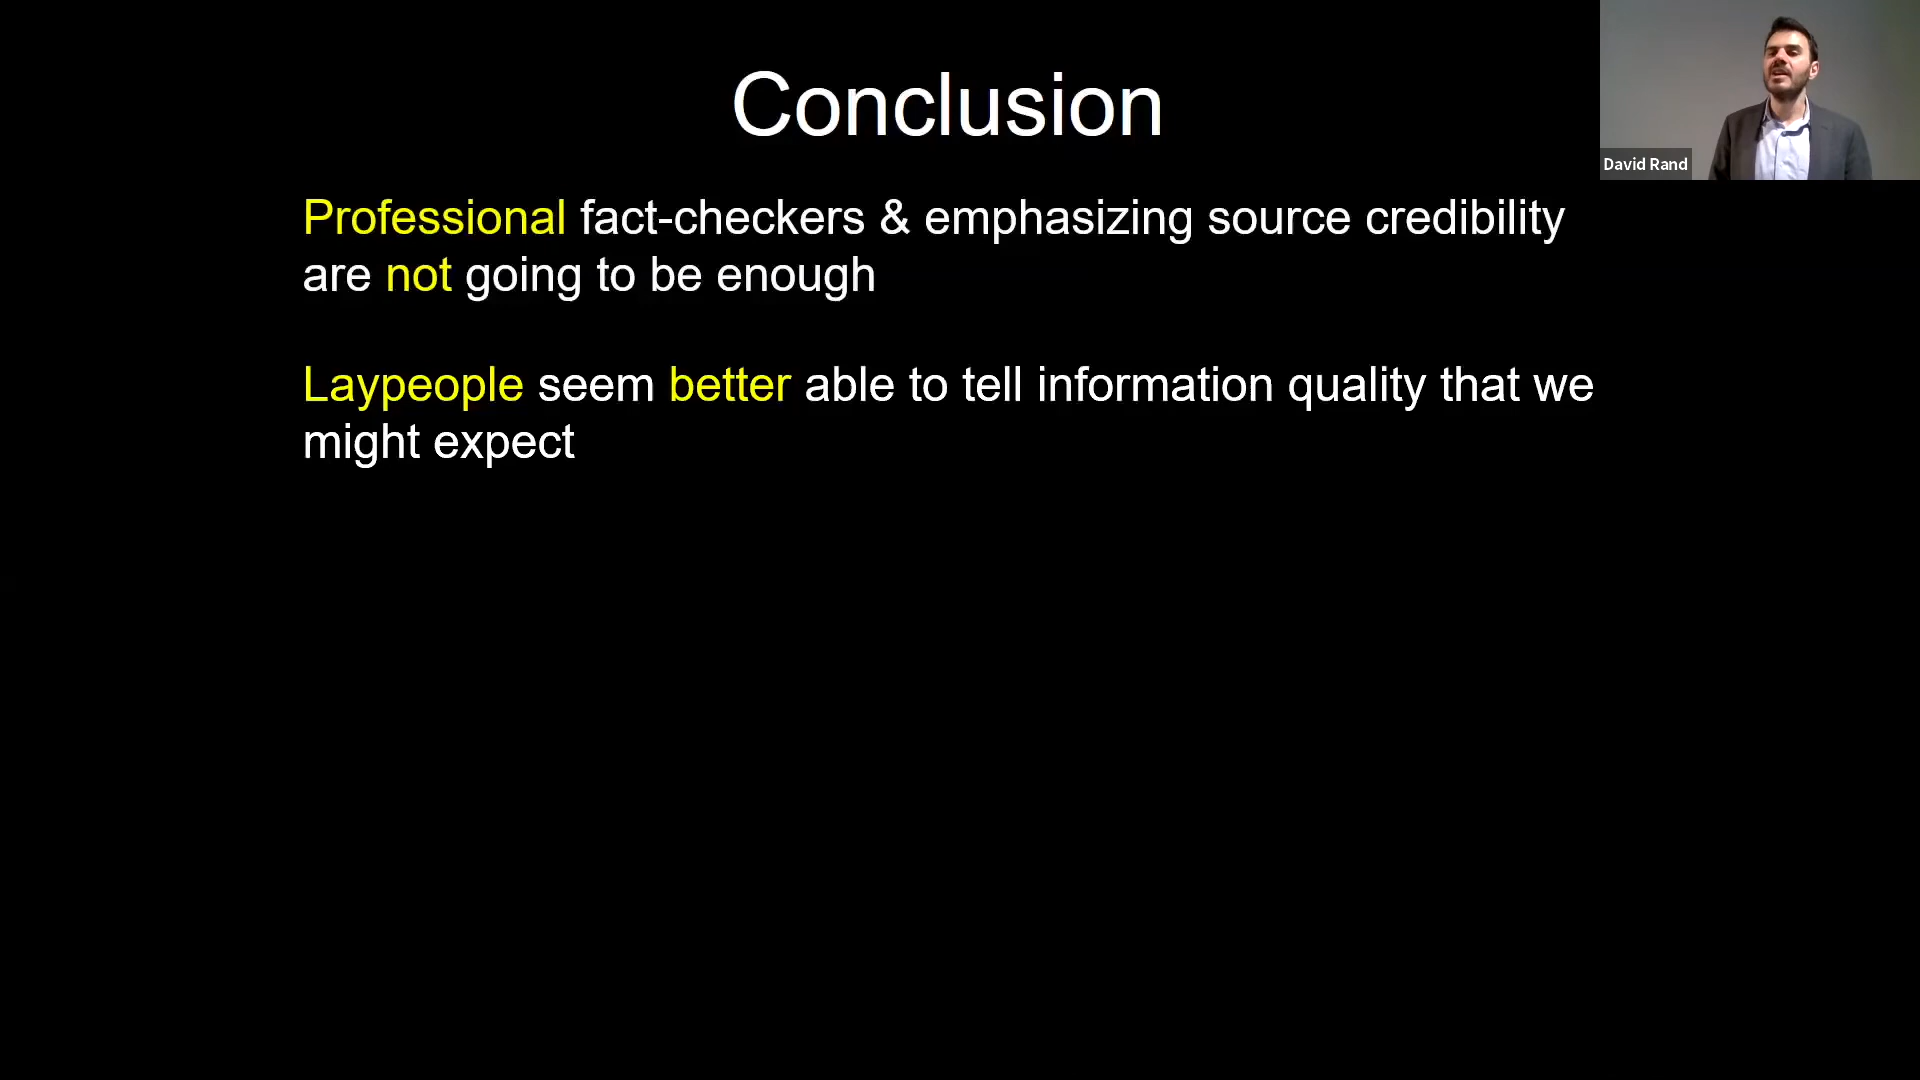 Conclusion
David Rand
Professional fact-checkers & emphasizing source credibility
are not going to be enough
Laypeople seem better able to tell information quality that we
might expect